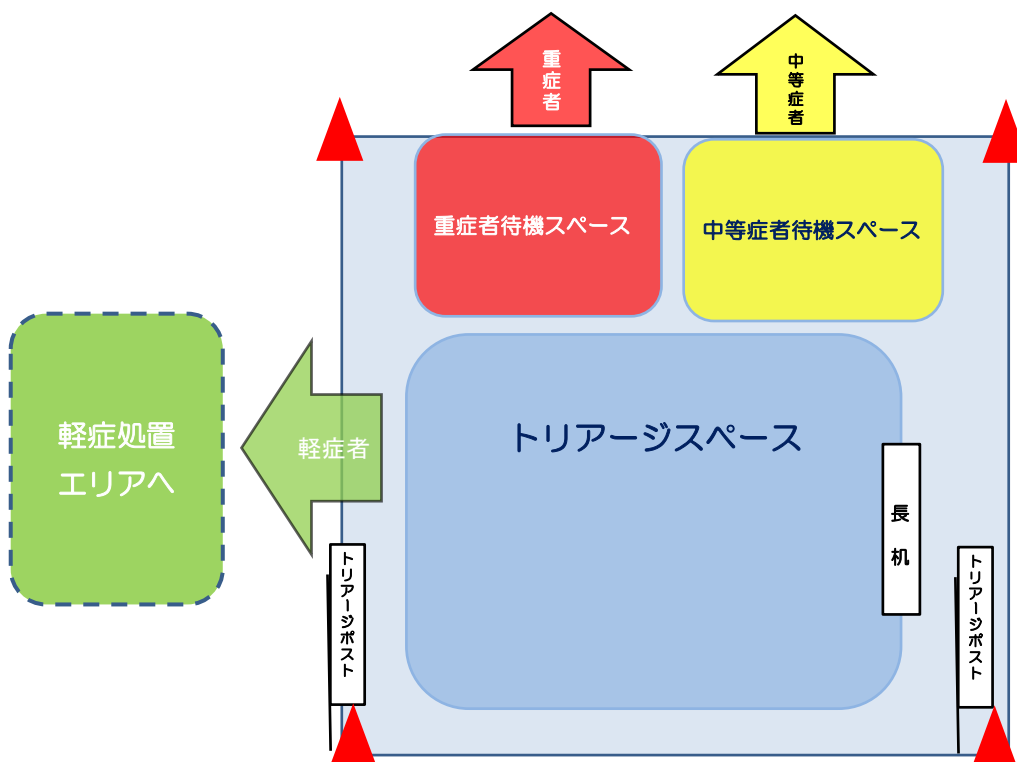 重症者
中等症者
重症者待機スペース
中等症者待機スペース
トリアージスペース
軽症処置
エリアへ
軽症者
長机
トリアージポスト
トリアージポスト